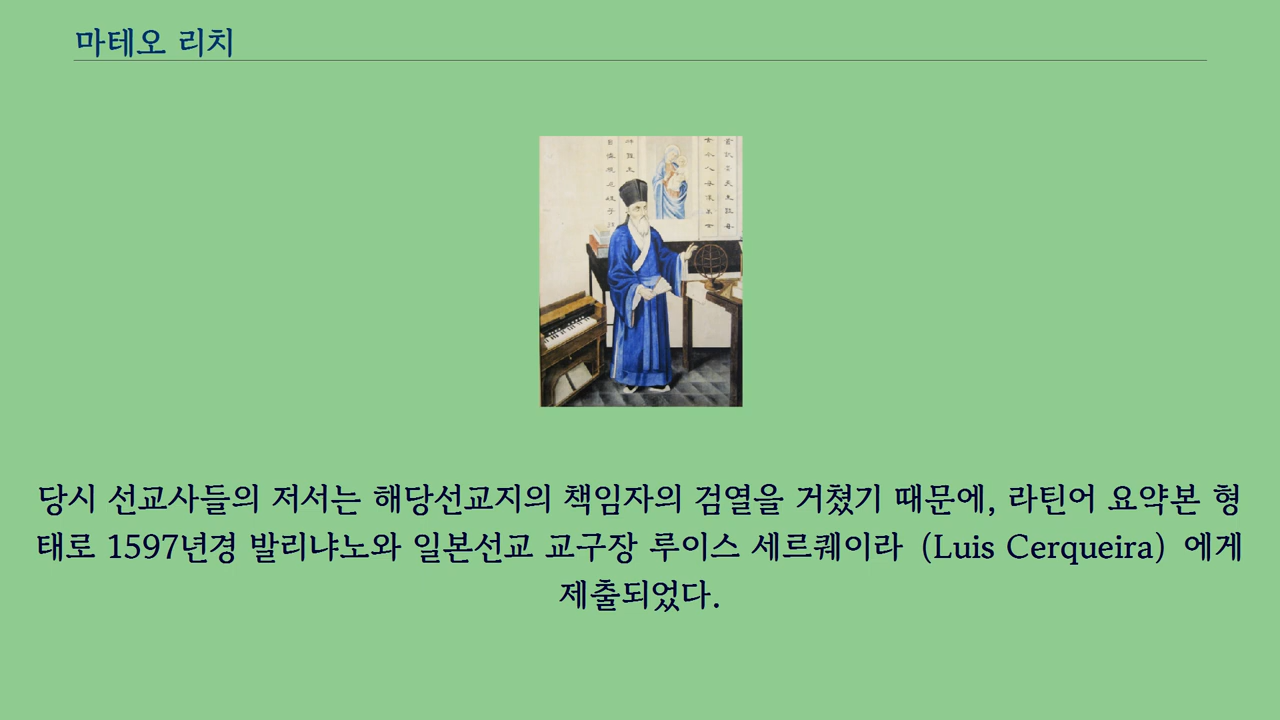 마테오 리치
당시 선교사들의 저서는 해당선교지의 책임자의 검열을 거쳤기 때문에, 라틴어 요약본 형
태로 1597년경 발리냐노와 일본선교 교구장 루이스 세르퀘이라 (Luis Cerqueira) 에게
제출되었다.